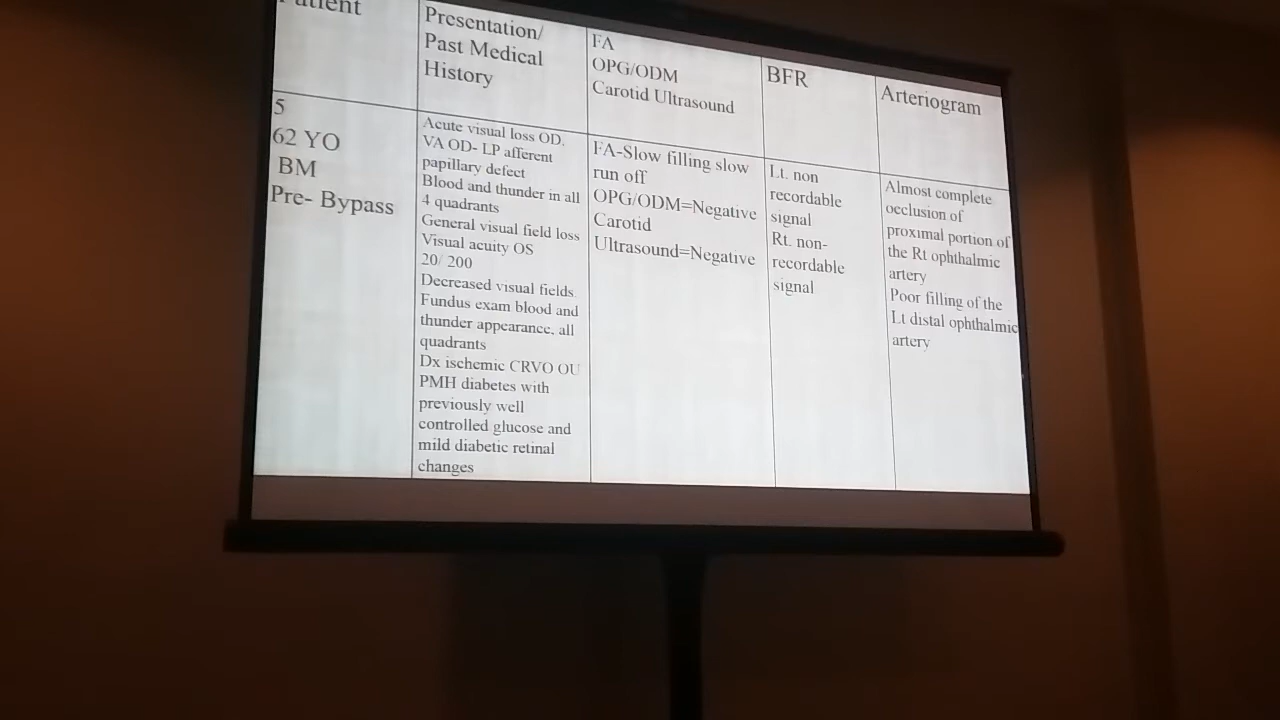 Patient
Presentation/
Past Medical
History
FA
OPG/ODM
Carotid Ultrasound
BFR
Arteriogram
5
62 YO
BM
Pre- Bypass
Acute visual loss OD,
VA OD- LP afferent
papillary defect
Blood and thunder in all
4 quadrants
General visual field loss
Visual acuity OS
20/ 200
Decreased visual fields
Fundus exam blood and
thunder appearance, all
quadrants
Dx ischemic CRVO OU
PMH diabetes with
previously well
controlled glucose and
mild diabetic retinal
changes
FA-Slow filling slow
run off
OPG/ODM=Negative
Carotid
Ultrasound=Negative
Lt. non
recordable
signal
Rt. non-
recordable
signal
Almost complete
occlusion of
proximal portion of
the Rt ophthalmic
artery
Poor filling of the
Lt distal ophthalmic
artery